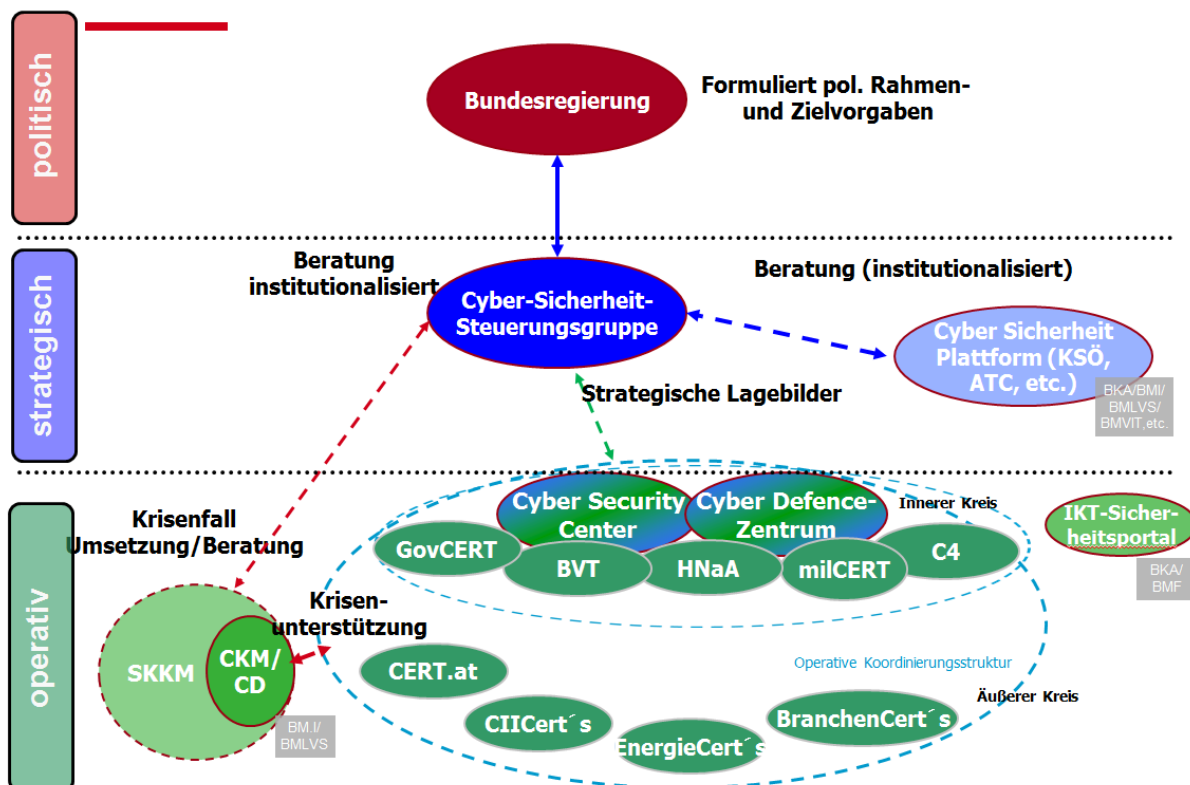 politisch
Bundesregierung
Formuliert pol. Rahmen-
und Zielvorgaben
strategisch
Beratung
institutionalisiert
Cyber-Sicherheit-
Steuerungsgruppe
Beratung (institutionalisiert)
Cyber Sicherheit
Plattform (KSÖ,
ATC, etc.)
BKA/BMI/
BMLVS/
BMVIT,etc.
Strategische Lagebilder
operativ
Krisenfall
Umsetzung/Beratung
Cyber Security
Center
Cyber Defence-
Zentrum
Innerer Kreis
IKT-Sicher-
heitsportal
BKA/
BMF
GovCERT
BVT
HNaA
milCERT
C4
Krisen-
unterstützung
SKKM
CKM/
CD
BM.I/
BMLVS
CERT.at
Operative Koordinierungsstruktur
Äußerer Kreis
CIICert´s
EnergieCert´s
BranchenCert´s